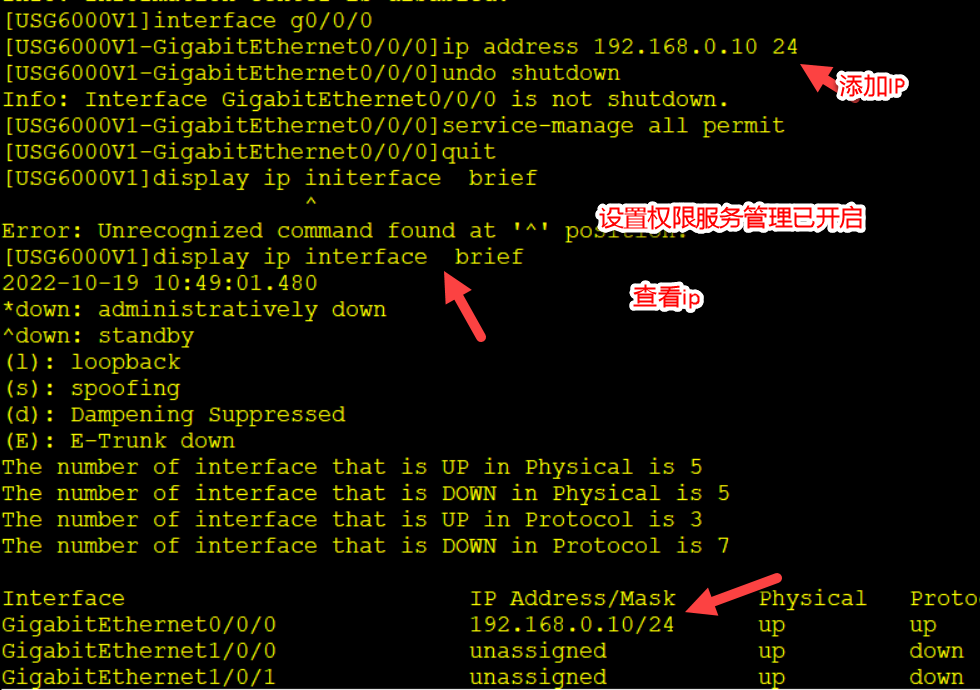 [USG6000V1]interface g0/0/0
[USG6000V1-GigabitEthernet0/0/0]ip address 192.168.0.10 24
添加IP
[USG6000V1-GigabitEthernet0/0/0]undo shutdown
Info: Interface GigabitEthernet0/0/0 is not shutdown.
[USG6000V1-GigabitEthernet0/0/0]service-manage all permit
[USG6000V1-GigabitEthernet0/0/0]quit
[USG6000V1]display ip initerface  brief
^
设置权限服务管理已开启
Error: Unrecognized command found at '^' position.
[USG6000V1]display ip interface  brief
2022-10-19 10:49:01.480
查看ip
*down: administratively down
^down: standby
(l): loopback
(s): spoofing
(d): Dampening Suppressed
(E): E-Trunk down
The number of interface that is UP in Physical is 5
The number of interface that is DOWN in Physical is 5
The number of interface that is UP in Protocol is 3
The number of interface that is DOWN in Protocol is 7
Interface IP Address/Mask Physical Proto
GigabitEthernet0/0/0 192.168.0.10/24 up up
GigabitEthernet1/0/0 unassigned up down
GigabitEthernet1/0/1 unassigned up down